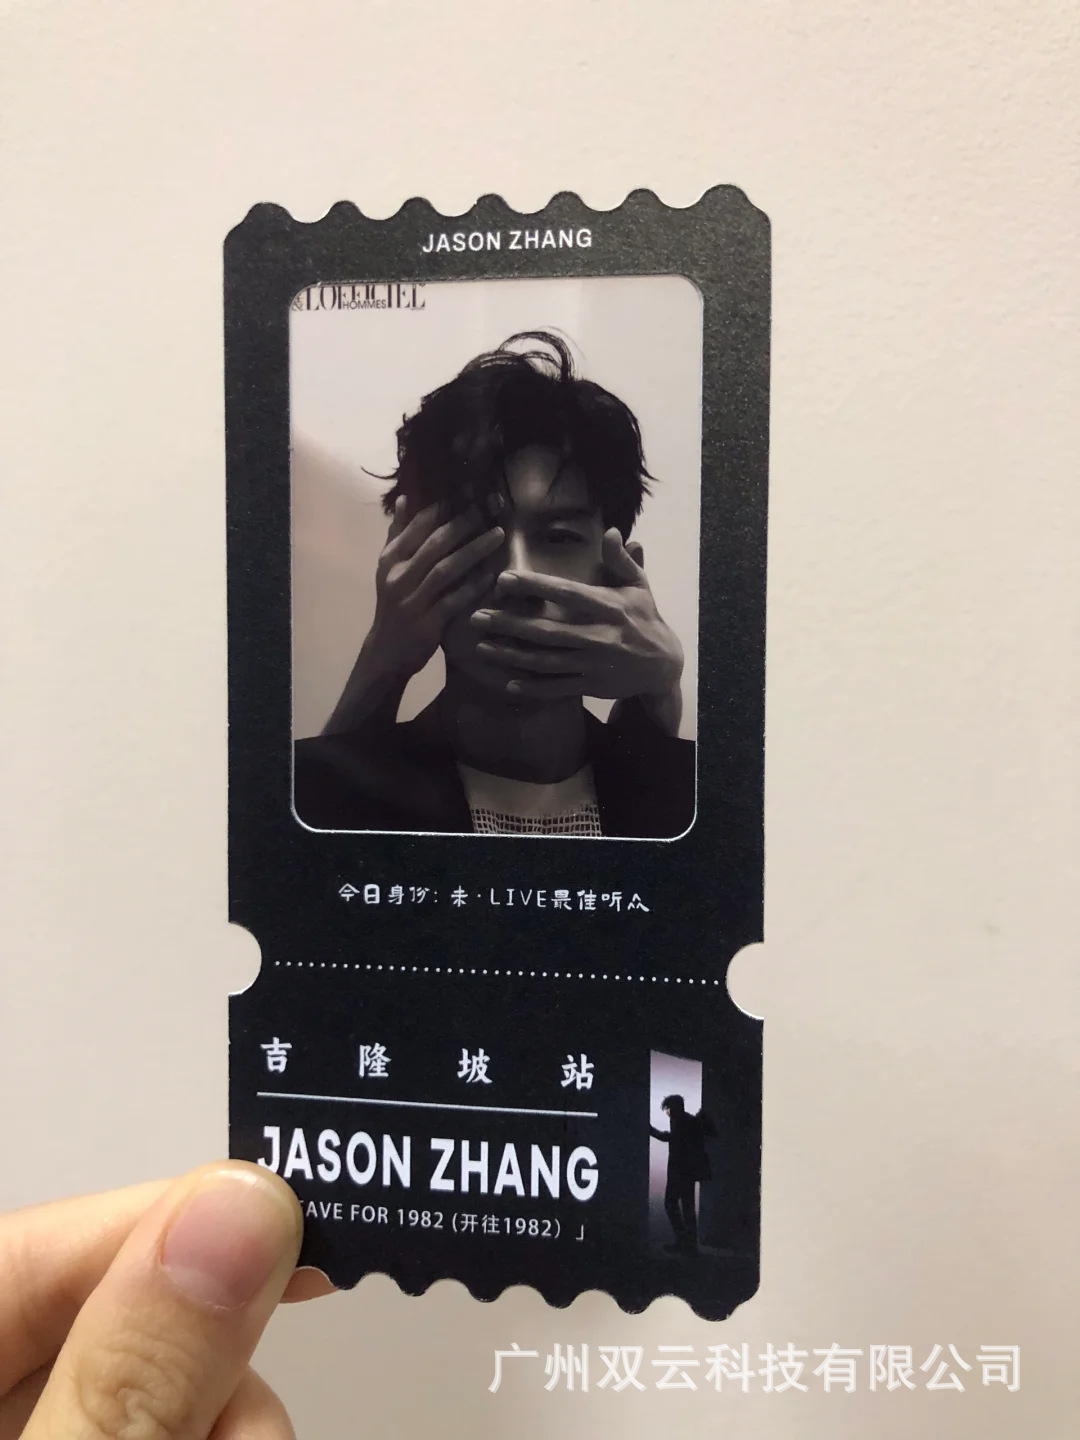 JASON ZHANG
L'OFFICIEL
HOMMES
今日身份: 未·LIVE最佳听众
吉隆坡站
JASON ZHANG
FOR 1982 (开往1982) 」
广州双云科技有限公司